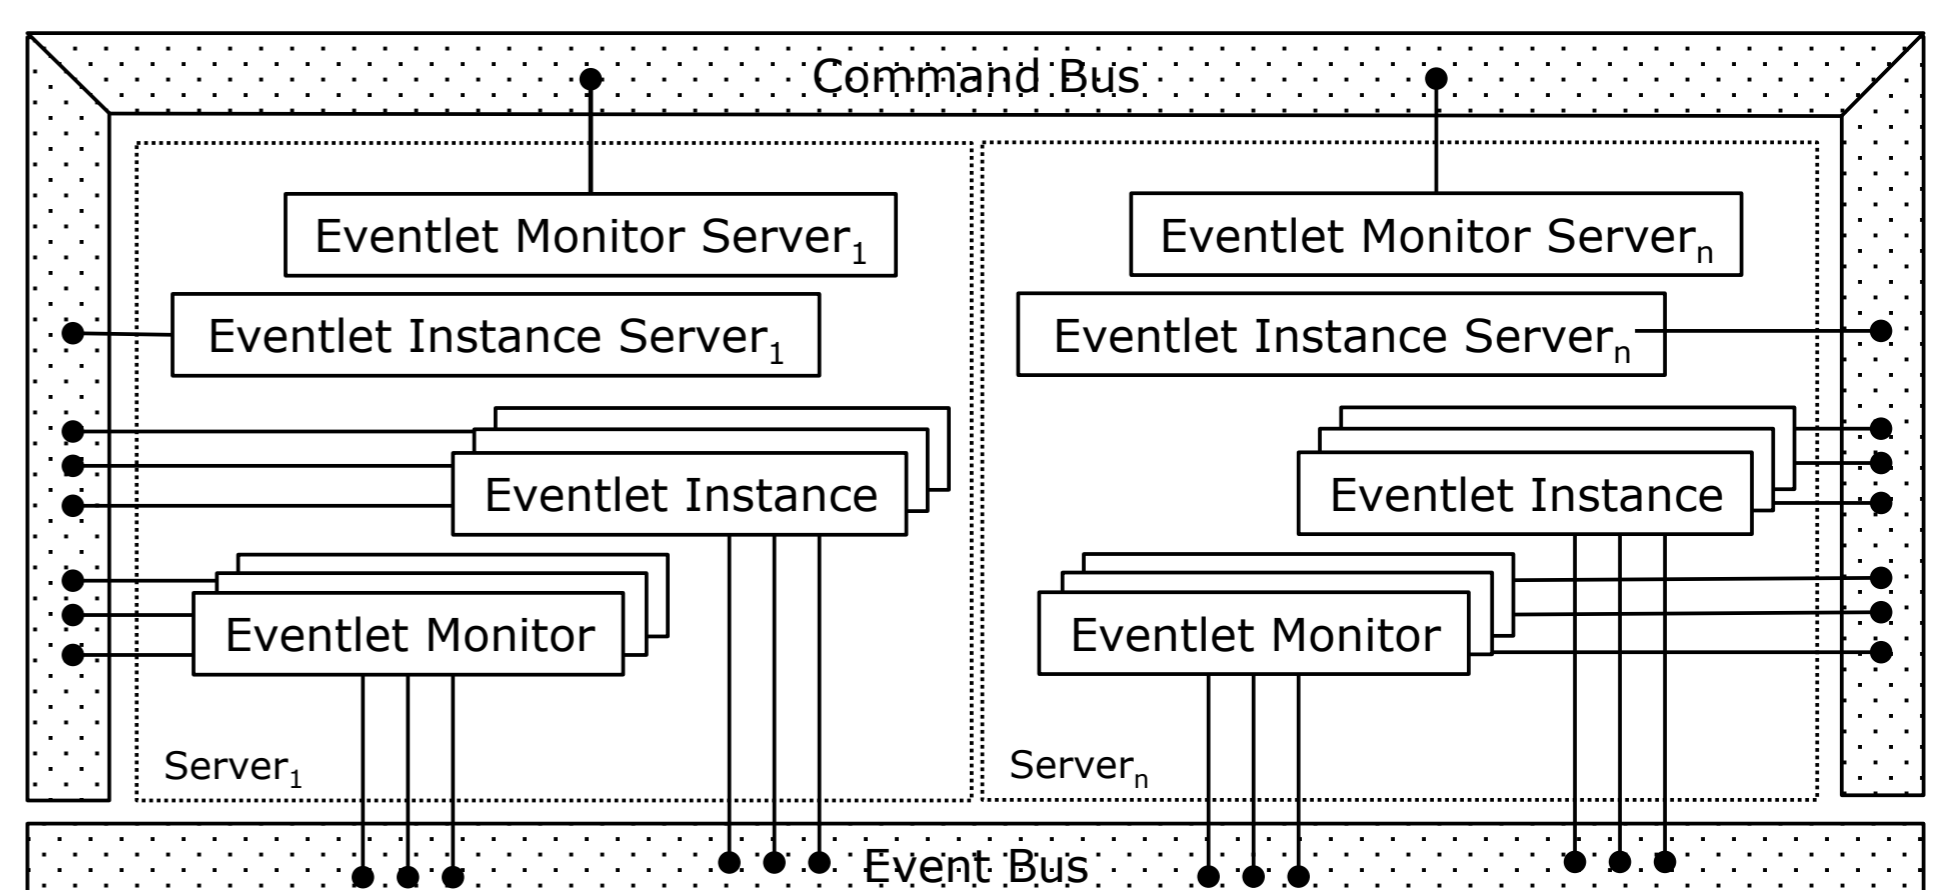 Command Bus
Eventlet Monitor Server₁
Eventlet Monitor Serverₙ
Eventlet Instance Server₁
Eventlet Instance Serverₙ
Eventlet Instance
Eventlet Instance
Eventlet Monitor
Eventlet Monitor
Server₁
Serverₙ
Event Bus